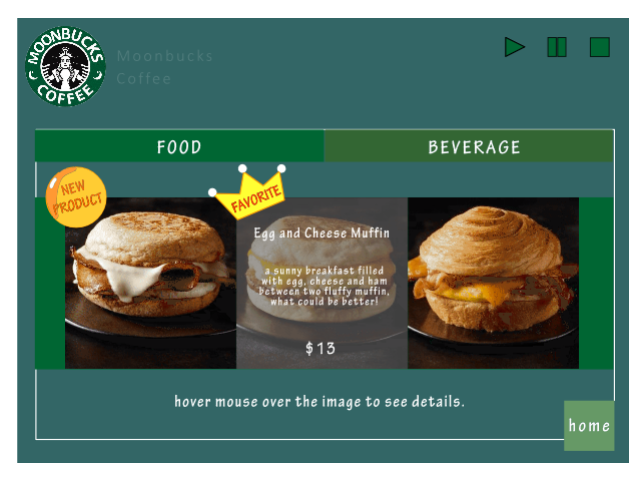 MOONBUCKS
COFFEE
Moonbucks
Coffee
FOOD
BEVERAGE
NEW
PRODUCT
FAVORITE
Egg and Cheese Muffin
a sunny breakfast filled
with egg, cheese and ham
between two fluffy muffin,
what could be better!
$13
hover mouse over the image to see details.
home